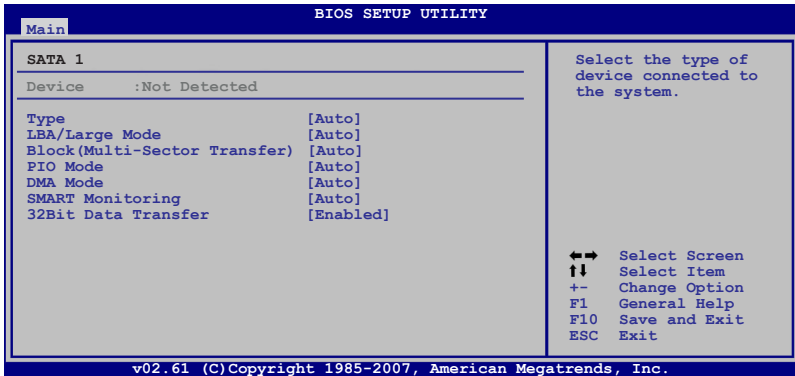 BIOS SETUP UTILITY
Main
SATA 1
Device :Not Detected
Type [Auto]
LBA/Large Mode [Auto]
Block(Multi-Sector Transfer) [Auto]
PIO Mode [Auto]
DMA Mode [Auto]
SMART Monitoring [Auto]
32Bit Data Transfer [Enabled]
Select the type of
device connected to
the system.
←→ Select Screen
↑↓ Select Item
+- Change Option
F1 General Help
F10 Save and Exit
ESC Exit
v02.61 (C)Copyright 1985-2007, American Megatrends, Inc.